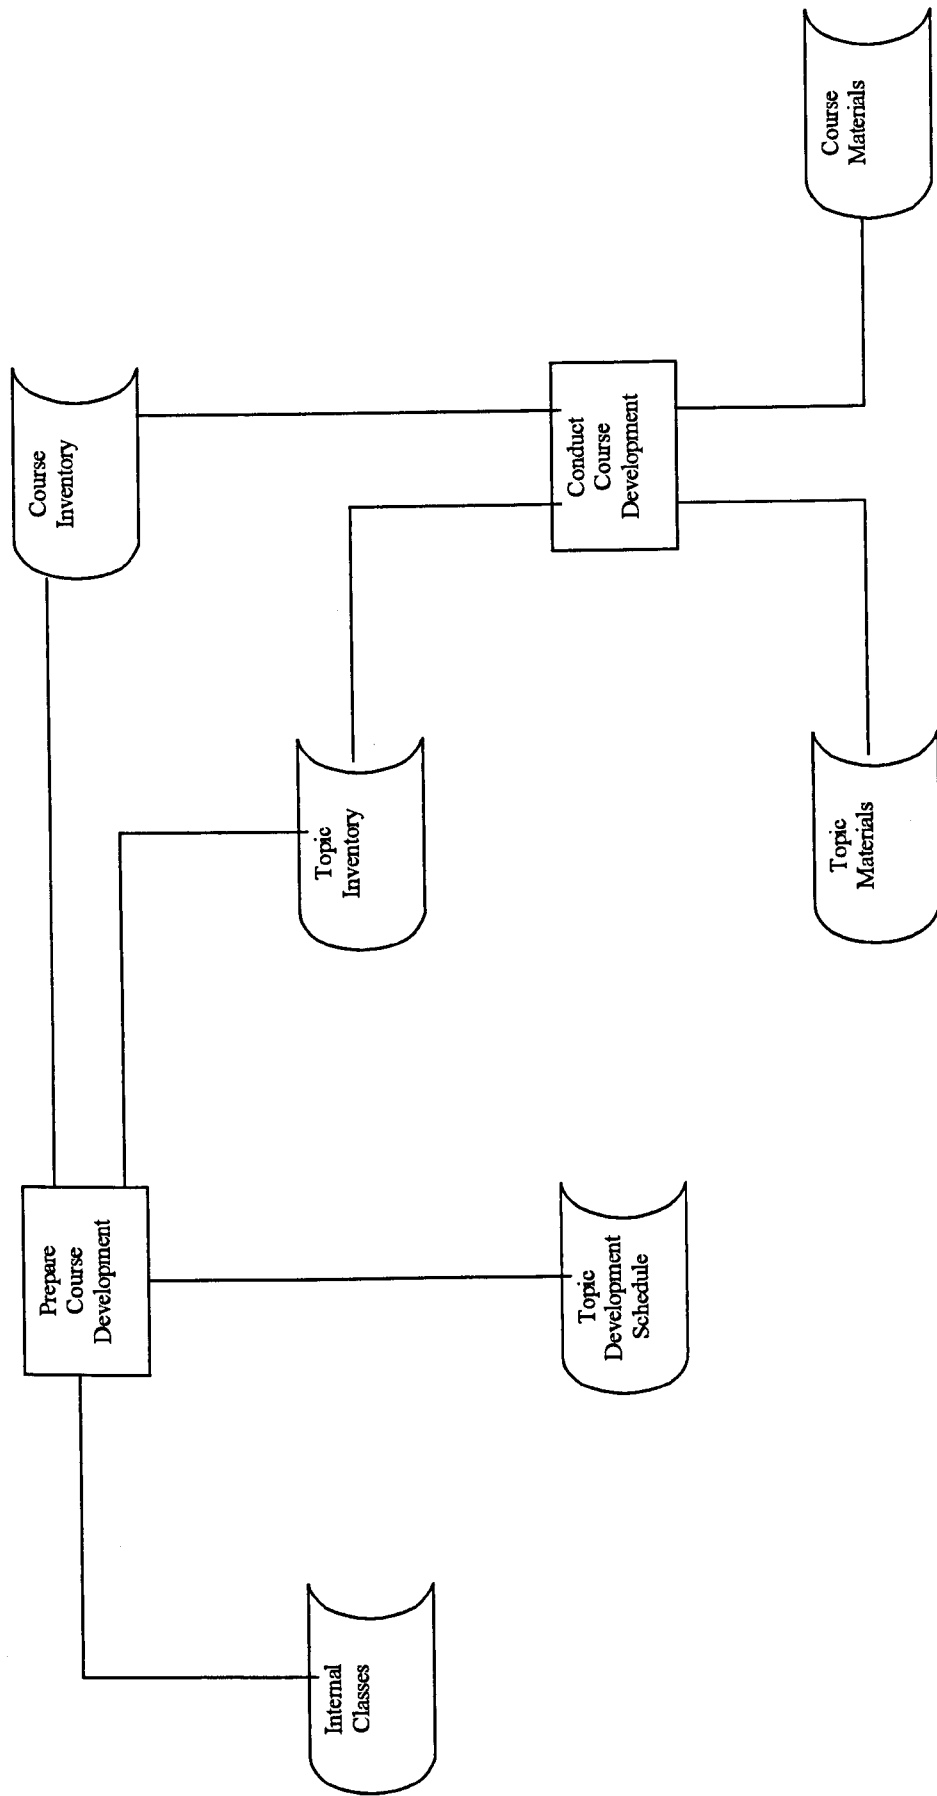 Prepare
Course
Development
Course
Inventory
Topic
Inventory
Internal
Classes
Topic
Development
Schedule
Conduct
Course
Development
Topic
Materials
Course
Materials